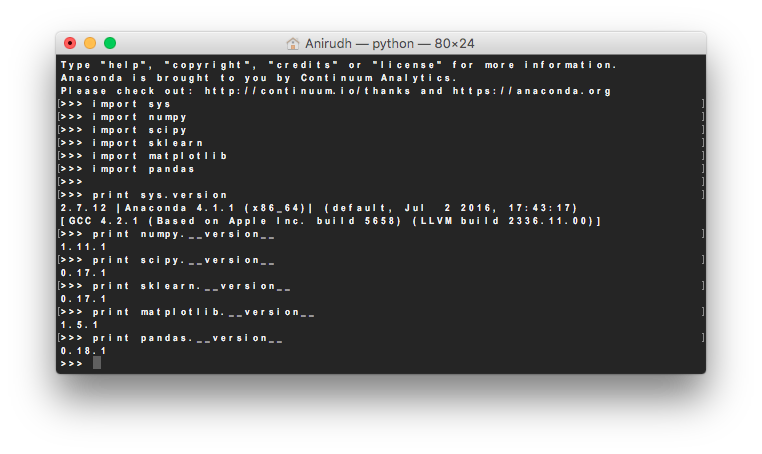 Anirudh — python — 80×24
Type "help", "copyright", "credits" or "license" for more information.
Anaconda is brought to you by Continuum Analytics.
Please check out: http://continuum.io/thanks and https://anaconda.org
[>>> import sys ]
[>>> import numpy ]
[>>> import scipy ]
[>>> import sklearn ]
[>>> import matplotlib ]
[>>> import pandas ]
>>>
[>>> print sys.version ]
2.7.12 |Anaconda 4.1.1 (x86_64)| (default, Jul  2 2016, 17:43:17)
[GCC 4.2.1 (Based on Apple Inc. build 5658) (LLVM build 2336.11.00)]
[>>> print numpy.__version__ ]
1.11.1
[>>> print scipy.__version__ ]
0.17.1
[>>> print sklearn.__version__ ]
0.17.1
[>>> print matplotlib.__version__ ]
1.5.1
[>>> print pandas.__version__ ]
0.18.1
>>>